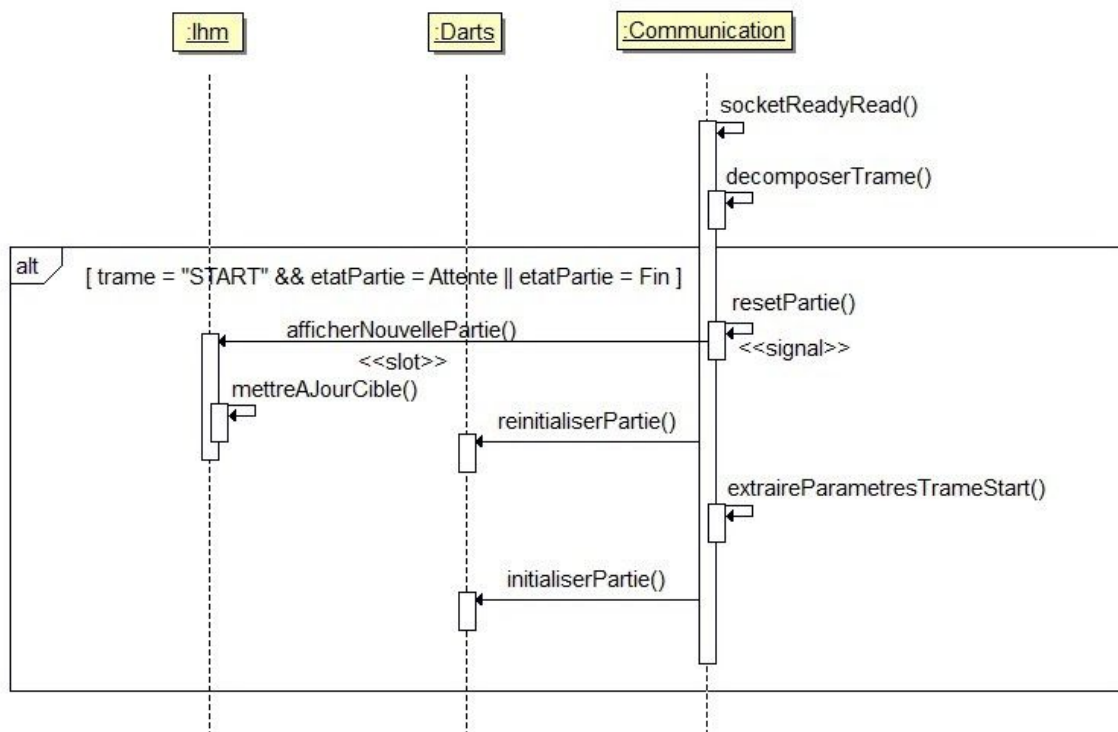 :Ihm
:Darts
:Communication
socketReadyRead()
decomposerTrame()
alt
[ trame = "START" && etatPartie = Attente || etatPartie = Fin ]
resetPartie()
afficherNouvellePartie()
<<signal>>
<<slot>>
mettreAJourCible()
reinitialiserPartie()
extraireParametresTrameStart()
initialiserPartie()